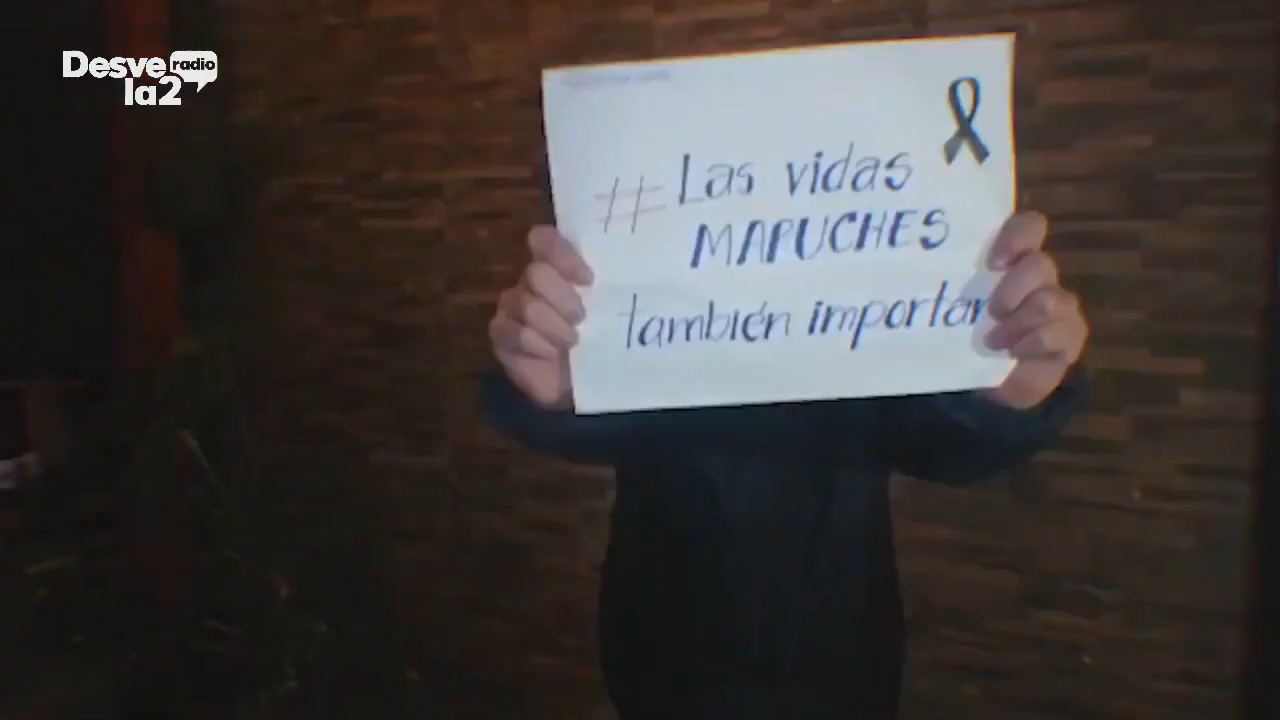 Desve radio
la2
# Las vidas
MAPUCHES
también importan